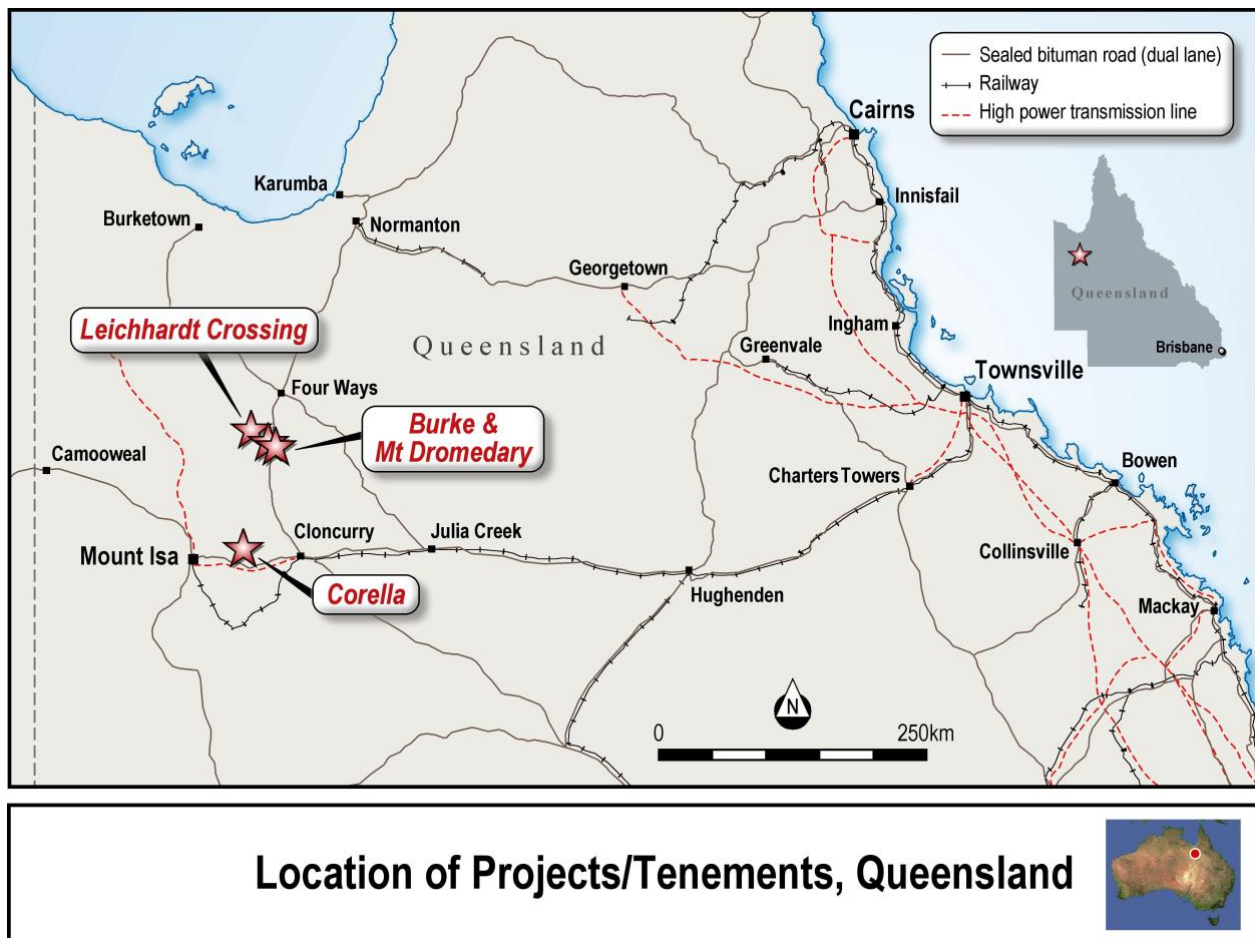 Sealed bituman road (dual lane)
Railway
High power transmission line
Cairns
Karumba
Innisfail
Burketown
Normanton
Georgetown
Queensland
Leichhardt Crossing
Ingham
Queensland
Greenvale
Brisbane
Four Ways
Townsville
Burke &
Mt Dromedary
Camooweal
Charters Towers
Bowen
Cloncurry
Julia Creek
Mount Isa
Collinsville
Corella
Hughenden
Mackay
N
0
250km
Location of Projects/Tenements, Queensland